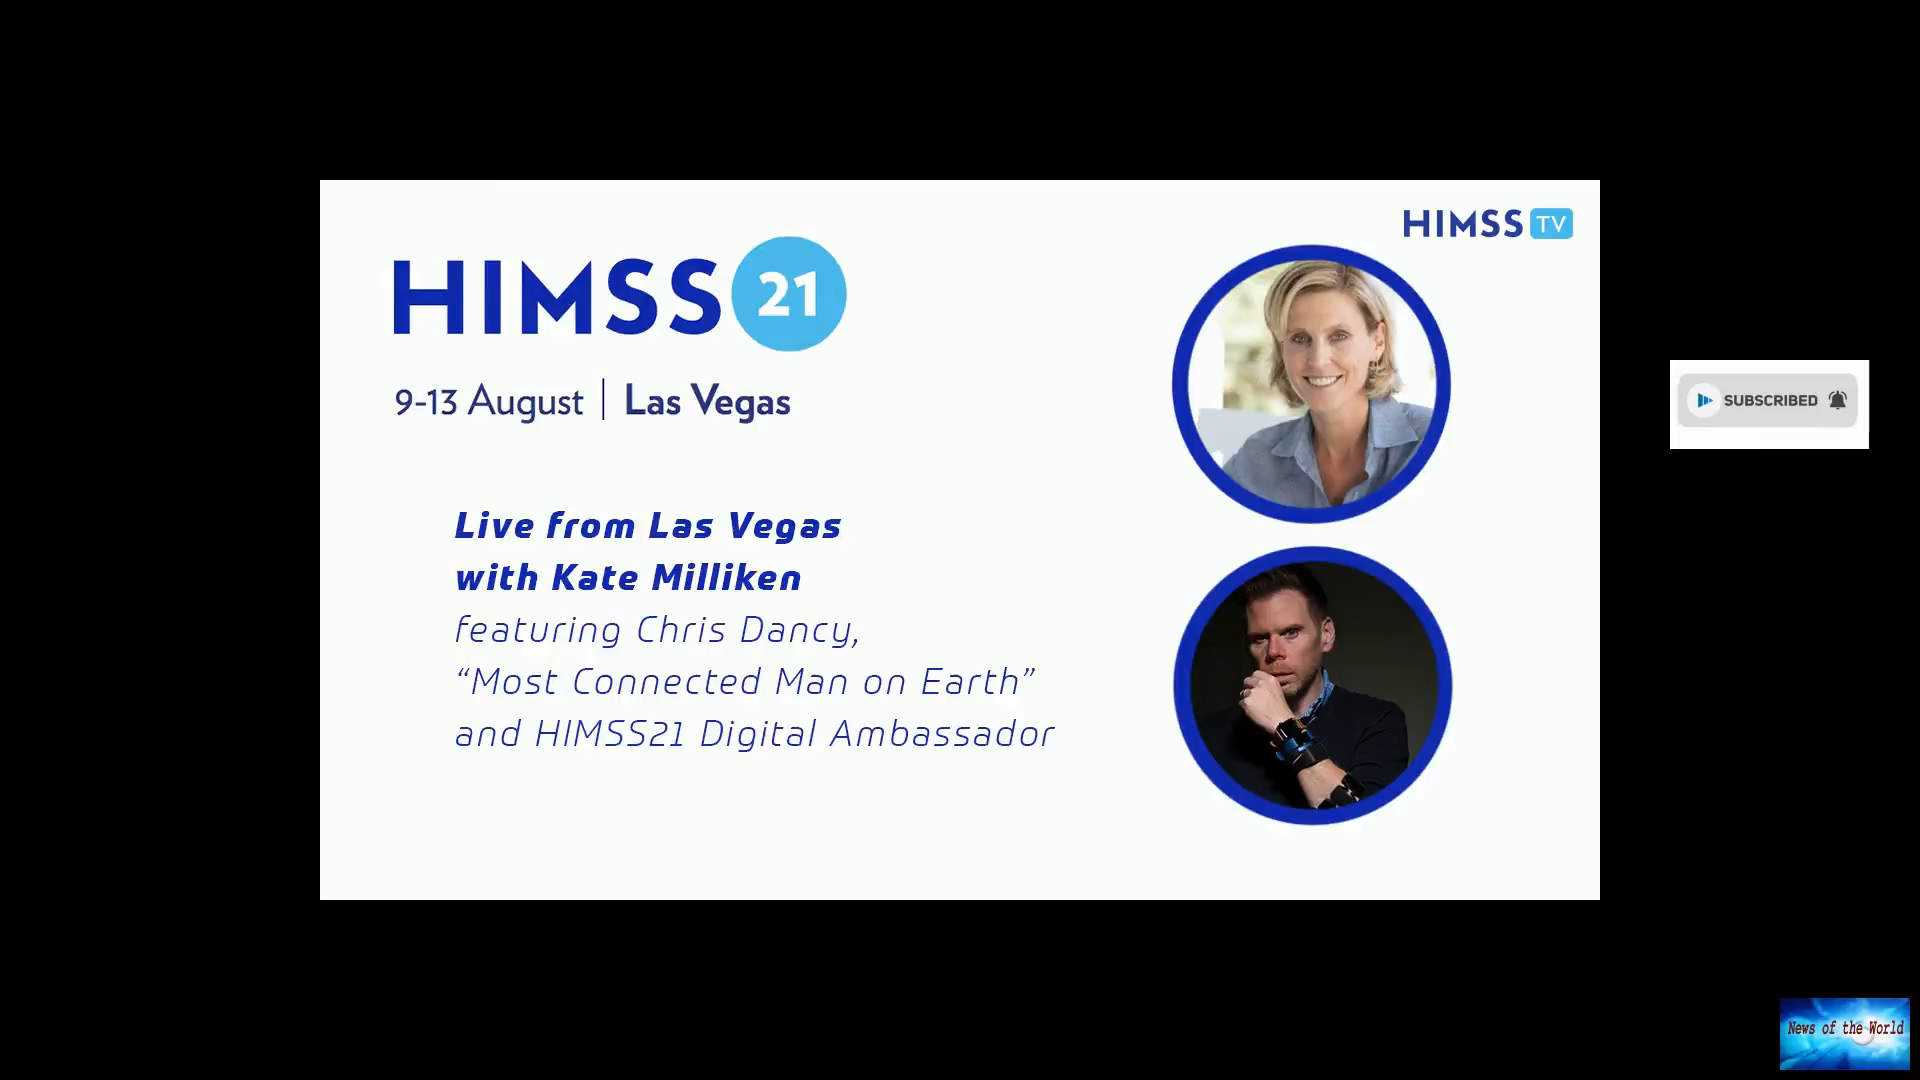 HIMSS TV
HIMSS 21
9-13 August | Las Vegas
Live from Las Vegas
with Kate Milliken
featuring Chris Dancy,
“Most Connected Man on Earth”
and HIMSS21 Digital Ambassador
SUBSCRIBED
News of the World